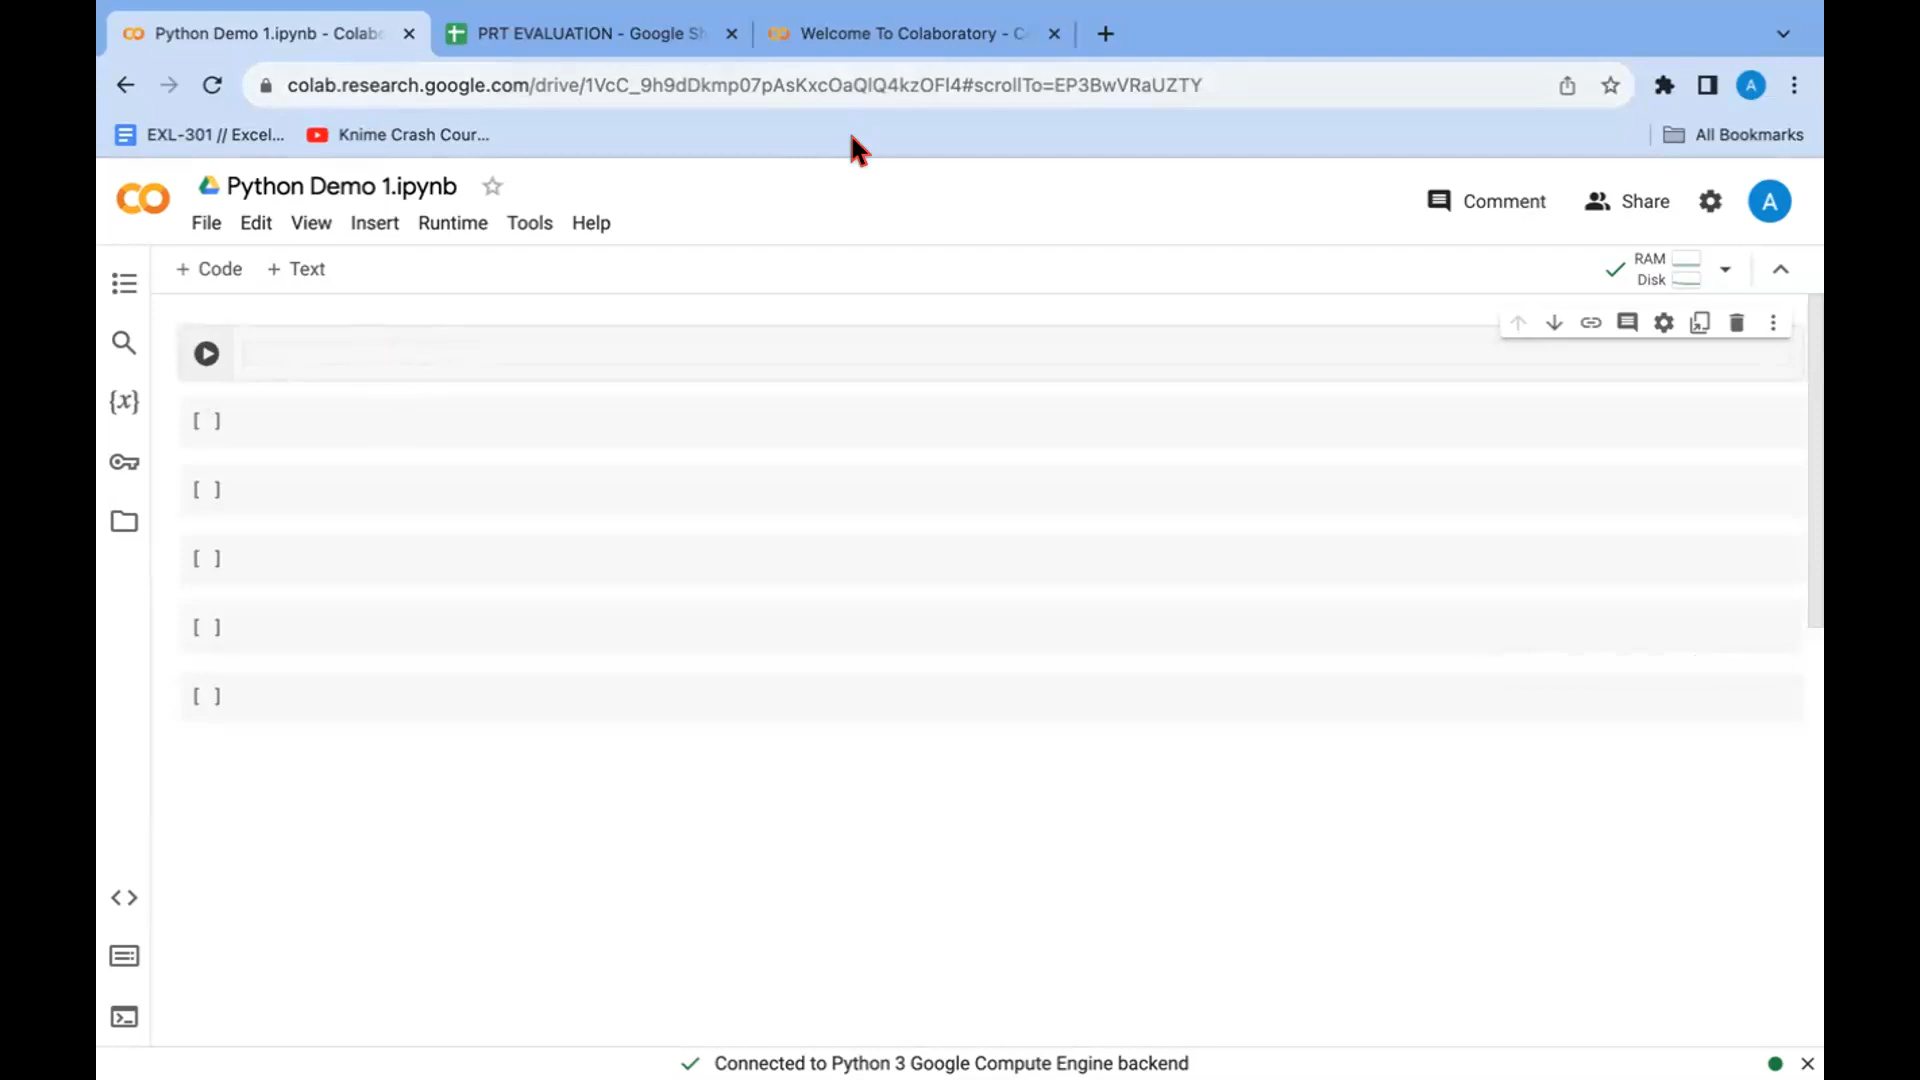 Python Demo 1.ipynb - Colab
PRT EVALUATION - Google Sh
Welcome To Colaboratory - C
colab.research.google.com/drive/1VcC_9h9dDkmp07pAsKxcOaQlQ4kzOFl4#scrollTo=EP3BwVRaUZTY
A
EXL-301 // Excel...
Knime Crash Cour...
All Bookmarks
Python Demo 1.ipynb
Comment
Share
A
File Edit View Insert Runtime Tools Help
+ Code + Text
RAM
Disk
{x}
[ ]
[ ]
[ ]
[ ]
[ ]
Connected to Python 3 Google Compute Engine backend